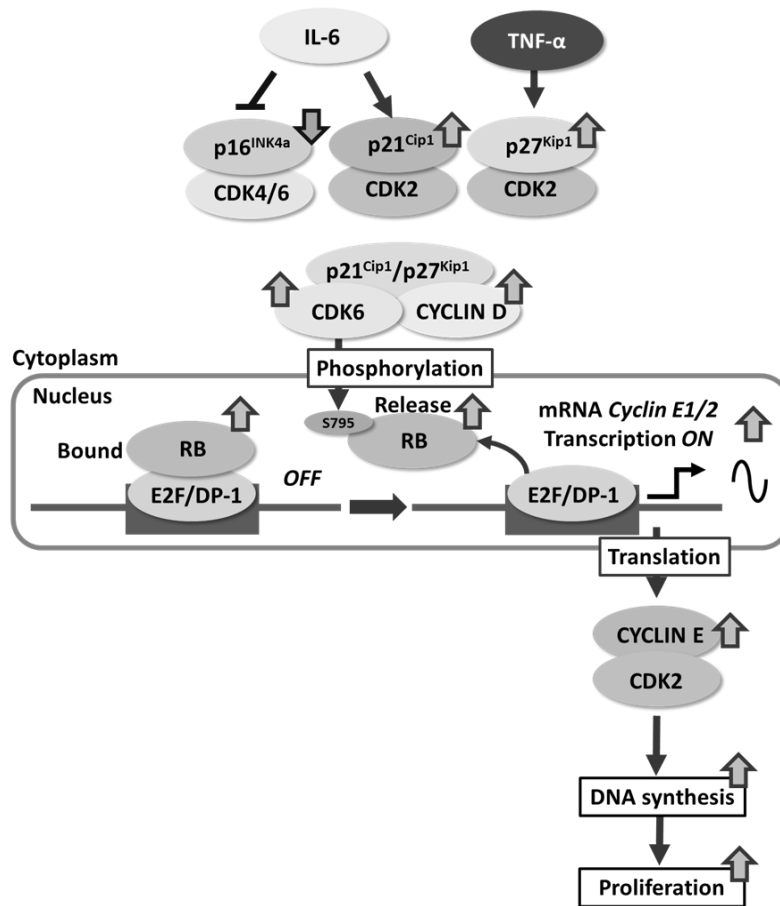 IL-6
TNF-α
p16INK4a
p21Cip1
p27Kip1
CDK4/6
CDK2
CDK2
p21Cip1/p27Kip1
CDK6
CYCLIN D
Cytoplasm
Phosphorylation
Nucleus
Release
mRNA Cyclin E1/2
S795
Bound
RB
RB
Transcription ON
E2F/DP-1
OFF
E2F/DP-1
Translation
CYCLIN E
CDK2
DNA synthesis
Proliferation